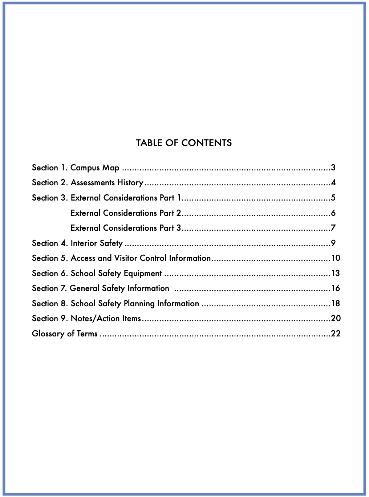 TABLE OF CONTENTS
Section 1. Campus Map ........................................................................3
Section 2. Assessments History................................................................4
Section 3. External Considerations Part 1.....................................................5
External Considerations Part 2.....................................................6
External Considerations Part 3.....................................................7
Section 4. Interior Safety .......................................................................9
Section 5. Access and Visitor Control Information..........................................10
Section 6. School Safety Equipment ..........................................................13
Section 7. General Safety Information .......................................................16
Section 8. School Safety Planning Information .............................................18
Section 9. Notes/Action Items.................................................................20
Glossary of Terms ................................................................................22